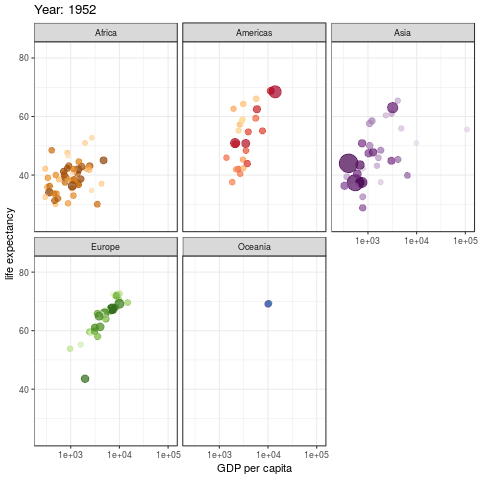 Year: 1952
Africa
Americas
Asia
80
60
40
1e+03
1e+04
1e+05
life expectancy
Europe
Oceania
80
60
40
1e+03
1e+04
1e+05
1e+03
1e+04
1e+05
GDP per capita